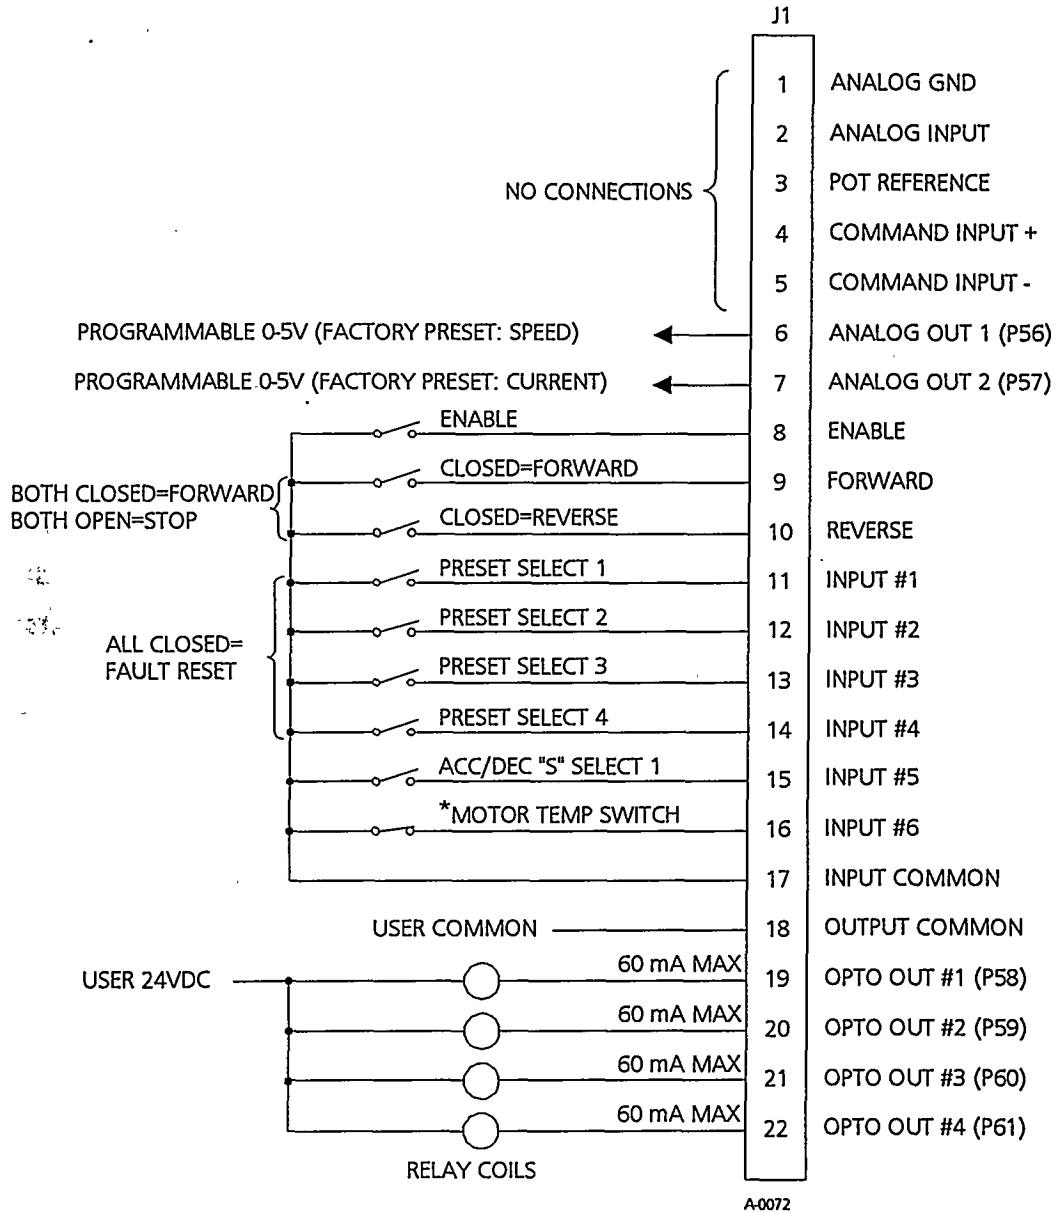 J1
1 ANALOG GND
2 ANALOG INPUT
NO CONNECTIONS 3 POT REFERENCE
4 COMMAND INPUT +
5 COMMAND INPUT -
PROGRAMMABLE 0-5V (FACTORY PRESET: SPEED) 6 ANALOG OUT 1 (P56)
PROGRAMMABLE 0-5V (FACTORY PRESET: CURRENT) 7 ANALOG OUT 2 (P57)
ENABLE 8 ENABLE
CLOSED=FORWARD 9 FORWARD
BOTH CLOSED=FORWARD
BOTH OPEN=STOP
CLOSED=REVERSE 10 REVERSE
PRESET SELECT 1 11 INPUT #1
PRESET SELECT 2 12 INPUT #2
ALL CLOSED=
FAULT RESET
PRESET SELECT 3 13 INPUT #3
PRESET SELECT 4 14 INPUT #4
ACC/DEC "S" SELECT 1 15 INPUT #5
*MOTOR TEMP SWITCH 16 INPUT #6
17 INPUT COMMON
USER COMMON 18 OUTPUT COMMON
USER 24VDC 60 mA MAX 19 OPTO OUT #1 (P58)
60 mA MAX 20 OPTO OUT #2 (P59)
60 mA MAX 21 OPTO OUT #3 (P60)
60 mA MAX 22 OPTO OUT #4 (P61)
RELAY COILS
A-0072